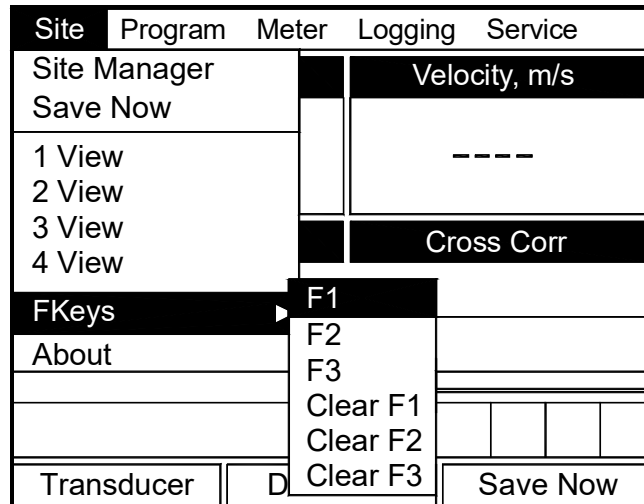 Site Program Meter Logging Service
Site Manager
Save Now
Velocity, m/s
----
1 View
2 View
3 View
4 View
Cross Corr
FKeys
About
F1
F2
F3
Clear F1
Clear F2
Clear F3
Transducer D Save Now